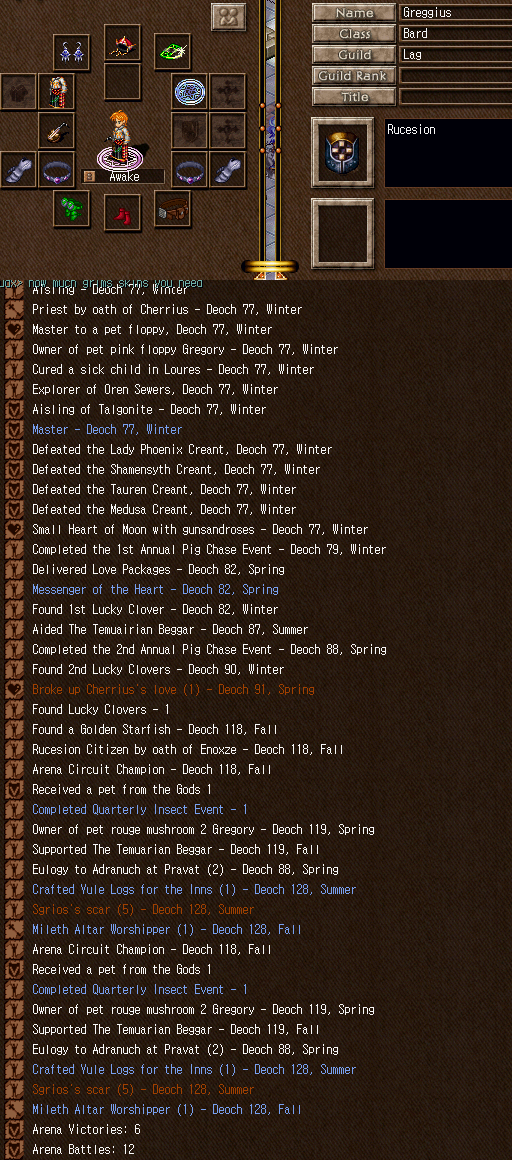 Name
Greggius
Class
Bard
Guild
Lag
Guild Rank
Title
Awake
Rucesion
how much grims skins you need
Aisling - Deoch 77, Winter
Priest by oath of Cherrius - Deoch 77, Winter
Master to a pet floppy, Deoch 77, Winter
Owner of pet pink floppy Gregory - Deoch 77, Winter
Cured a sick child in Loures - Deoch 77, Winter
Explorer of Oren Sewers, Deoch 77, Winter
Aisling of Talgonite - Deoch 77, Winter
Master - Deoch 77, Winter
Defeated the Lady Phoenix Creant, Deoch 77, Winter
Defeated the Shamensyth Creant, Deoch 77, Winter
Defeated the Tauren Creant, Deoch 77, Winter
Defeated the Medusa Creant, Deoch 77, Winter
Small Heart of Moon with gunsandroses - Deoch 77, Winter
Completed the 1st Annual Pig Chase Event - Deoch 79, Winter
Delivered Love Packages - Deoch 82, Spring
Messenger of the Heart - Deoch 82, Spring
Found 1st Lucky Clover - Deoch 82, Winter
Aided The Temuairian Beggar - Deoch 87, Summer
Completed the 2nd Annual Pig Chase Event - Deoch 88, Spring
Found 2nd Lucky Clovers - Deoch 90, Winter
Broke up Cherrius's love (1) - Deoch 91, Spring
Found Lucky Clovers - 1
Found a Golden Starfish - Deoch 118, Fall
Rucesion Citizen by oath of Enoxze - Deoch 118, Fall
Arena Circuit Champion - Deoch 118, Fall
Received a pet from the Gods 1
Completed Quarterly Insect Event - 1
Owner of pet rouge mushroom 2 Gregory - Deoch 119, Spring
Supported The Temuarian Beggar - Deoch 119, Fall
Eulogy to Adranuch at Pravat (2) - Deoch 88, Spring
Crafted Yule Logs for the Inns (1) - Deoch 128, Summer
Sgrios's scar (5) - Deoch 128, Summer
Mileth Altar Worshipper (1) - Deoch 128, Fall
Arena Circuit Champion - Deoch 118, Fall
Received a pet from the Gods 1
Completed Quarterly Insect Event - 1
Owner of pet rouge mushroom 2 Gregory - Deoch 119, Spring
Supported The Temuarian Beggar - Deoch 119, Fall
Eulogy to Adranuch at Pravat (2) - Deoch 88, Spring
Crafted Yule Logs for the Inns (1) - Deoch 128, Summer
Sgrios's scar (5) - Deoch 128, Summer
Mileth Altar Worshipper (1) - Deoch 128, Fall
Arena Victories: 6
Arena Battles: 12